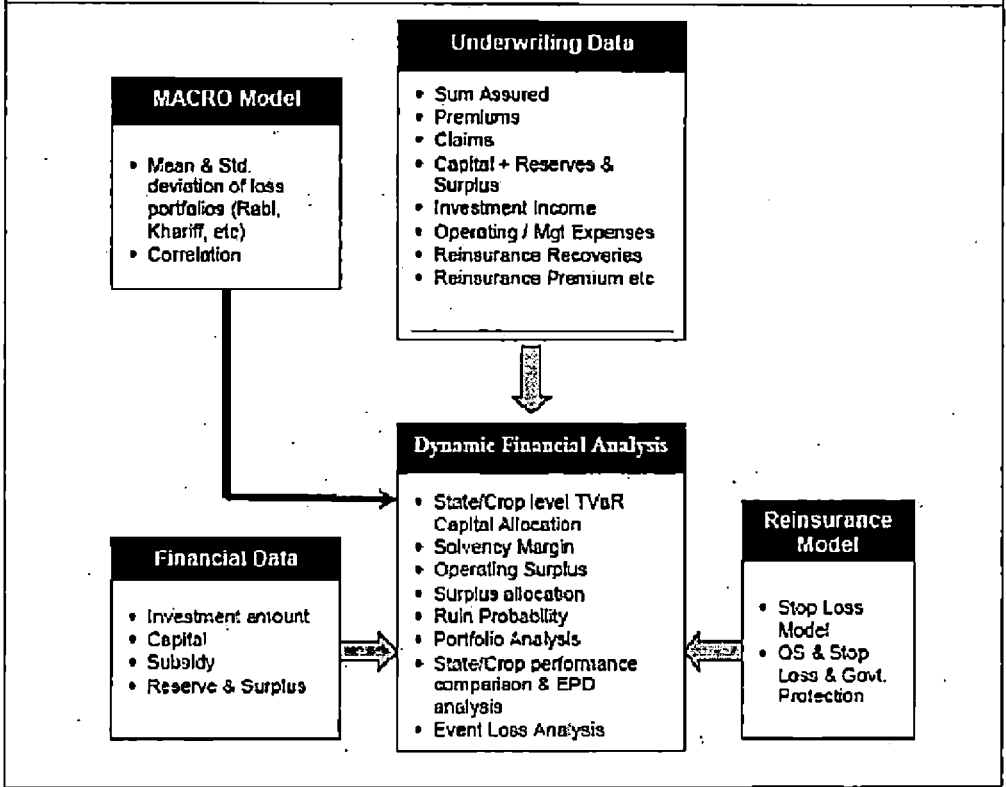 Underwriting Data
• Sum Assured
• Premiums
• Claims
• Capital + Reserves &
Surplus
• Investment Income
• Operating / Mgt Expenses
• Reinsurance Recoveries
• Reinsurance Premium etc
MACRO Model
• Mean & Std.
deviation of loss
portfolios (Rabi,
Khariff, etc)
• Correlation
Dynamic Financial Analysis
• State/Crop level TVaR
Capital Allocation
• Solvency Margin
• Operating Surplus
• Surplus allocation
• Ruin Probability
• Portfolio Analysis
• State/Crop performance
comparison & EPD
analysis
• Event Loss Analysis
Financial Data
• Investment amount
• Capital
• Subsidy
• Reserve & Surplus
Reinsurance
Model
• Stop Loss
Model
• OS & Stop
Loss & Govt.
Protection